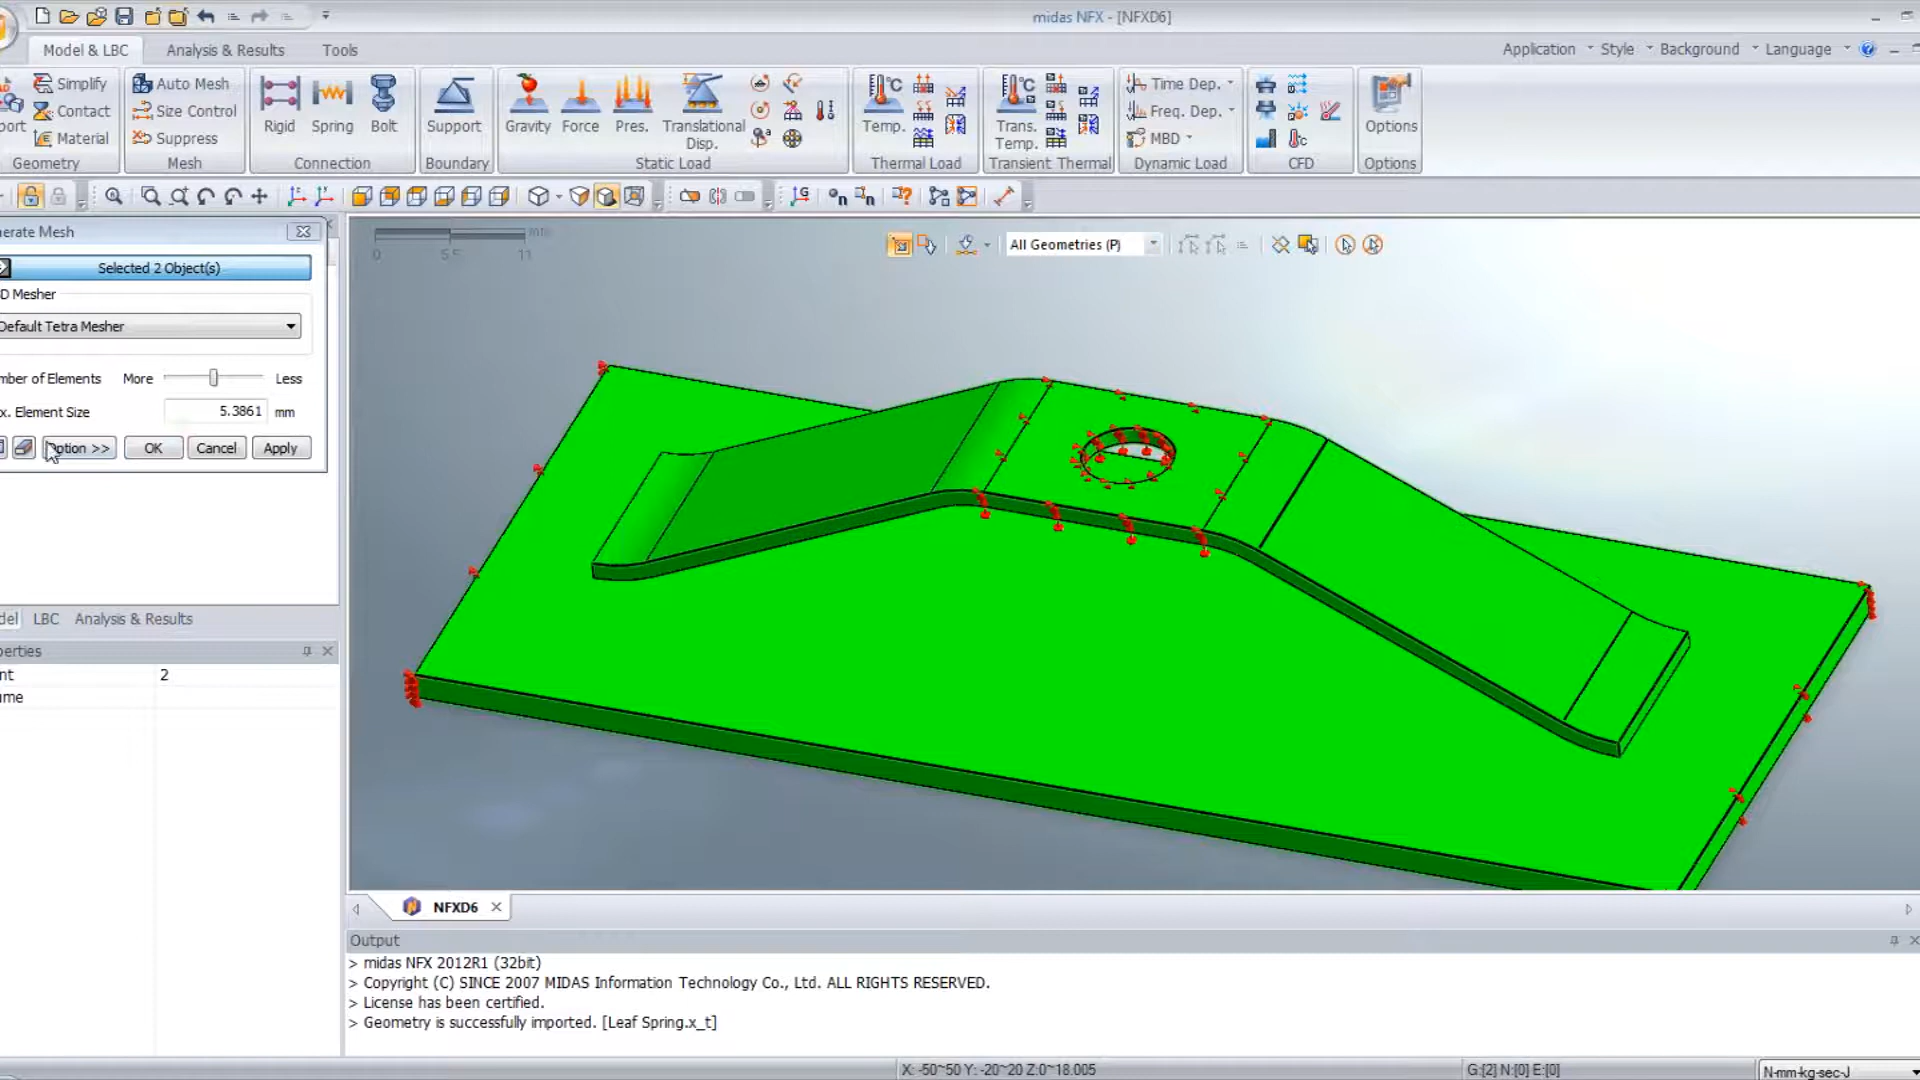 midas NFX - [NFXD6]
Model & LBC Analysis & Results Tools Application Style Background Language
Simplify Auto Mesh Time Dep.
Contact Size Control Freq. Dep.
Material Suppress MBD
Rigid Spring Bolt Support Gravity Force Pres. Translational Disp. Temp. Trans. Temp. Options
Geometry Mesh Connection Boundary Static Load Thermal Load Transient Thermal Dynamic Load CFD Options
erate Mesh
Selected 2 Object(s)
D Mesher
Default Tetra Mesher
mber of Elements More Less
x. Element Size 5.3861 mm
ption >> OK Cancel Apply
All Geometries (P)
0 5.5 11
del LBC Analysis & Results
perties
nt 2
ume
NFXD6
Output
> midas NFX 2012R1 (32bit)
> Copyright (C) SINCE 2007 MIDAS Information Technology Co., Ltd. ALL RIGHTS RESERVED.
> License has been certified.
> Geometry is successfully imported. [Leaf Spring.x_t]
X: -50~50 Y: -20~20 Z:0~18.005 G:[2] N:[0] E:[0] N-mm-kg-sec-J